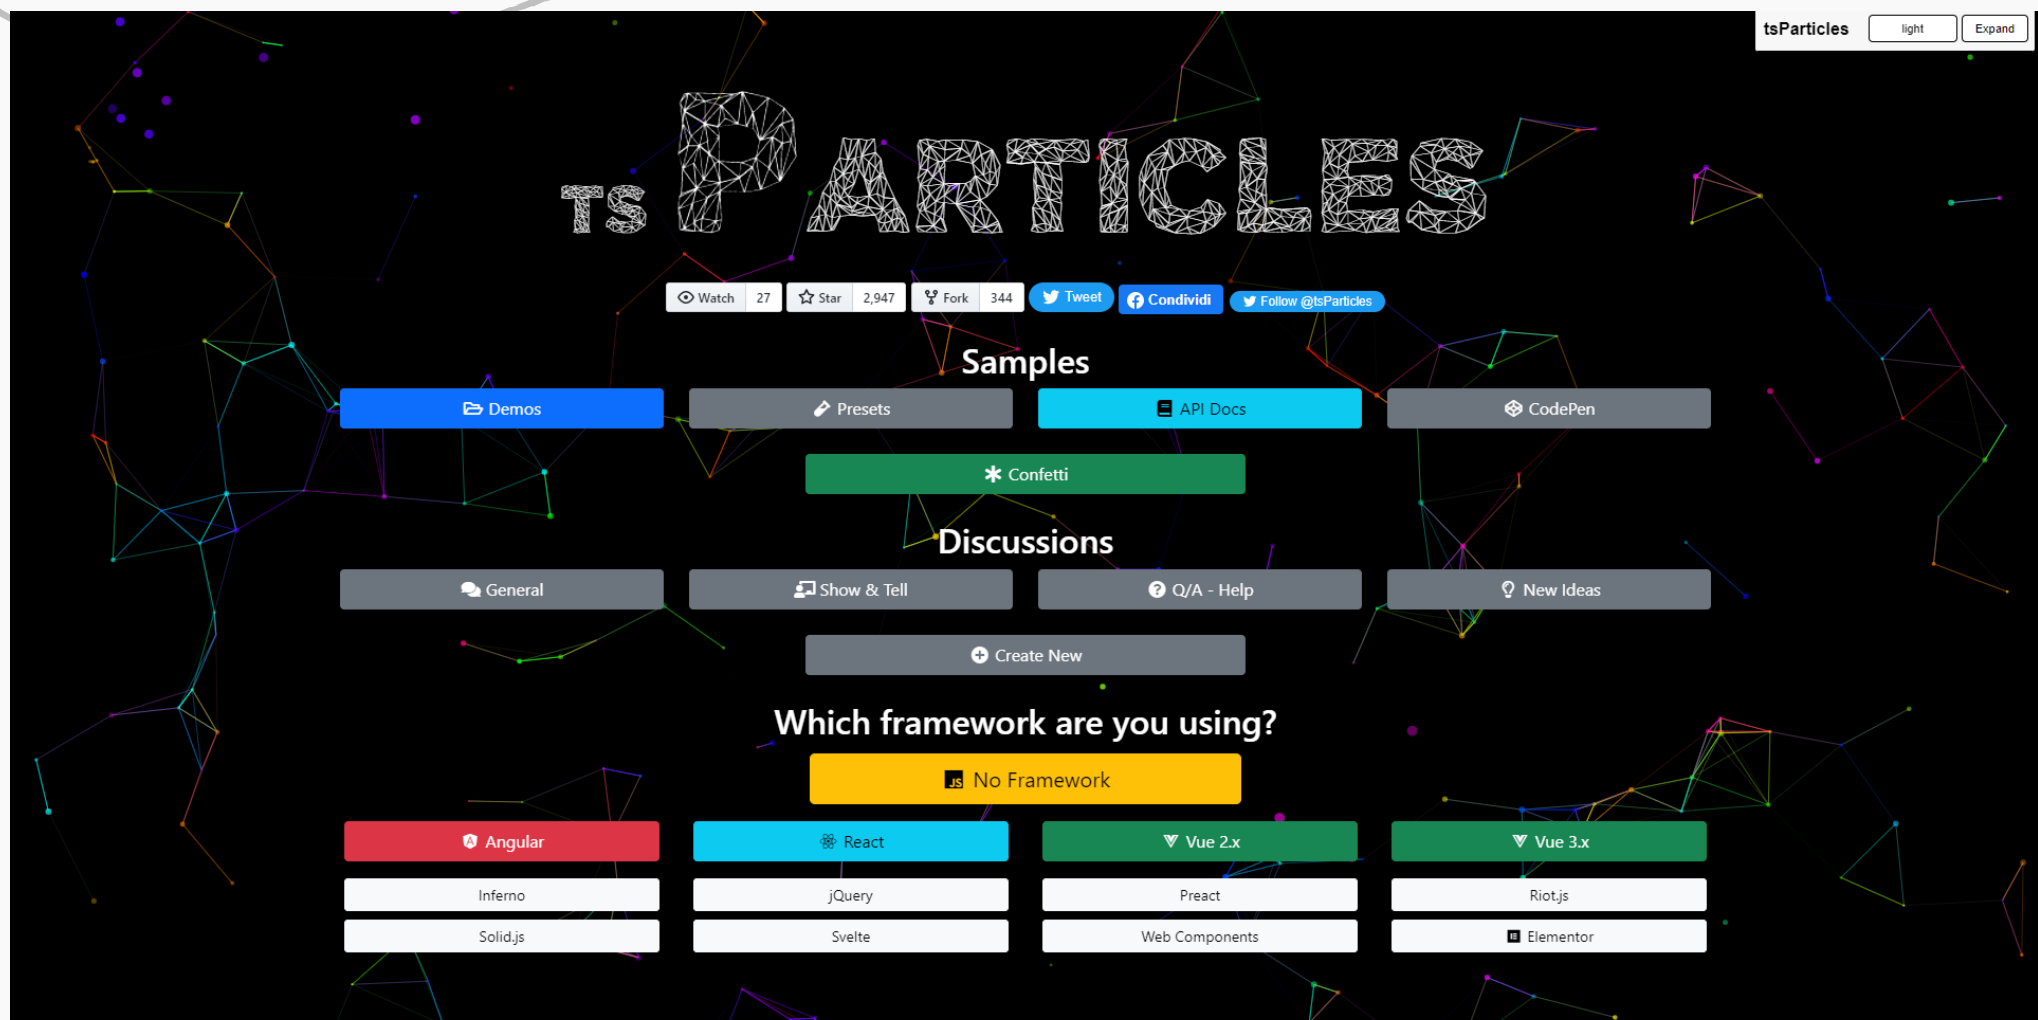 tsParticles light Expand
TSPARTICLES
Watch 27 Star 2,947 Fork 344 Tweet Condividi Follow @tsParticles
Samples
Demos Presets API Docs CodePen
Confetti
Discussions
General Show & Tell Q/A - Help New Ideas
Create New
Which framework are you using?
JS No Framework
Angular React Vue 2.x Vue 3.x
Inferno jQuery Preact Riot.js
Solid.js Svelte Web Components Elementor